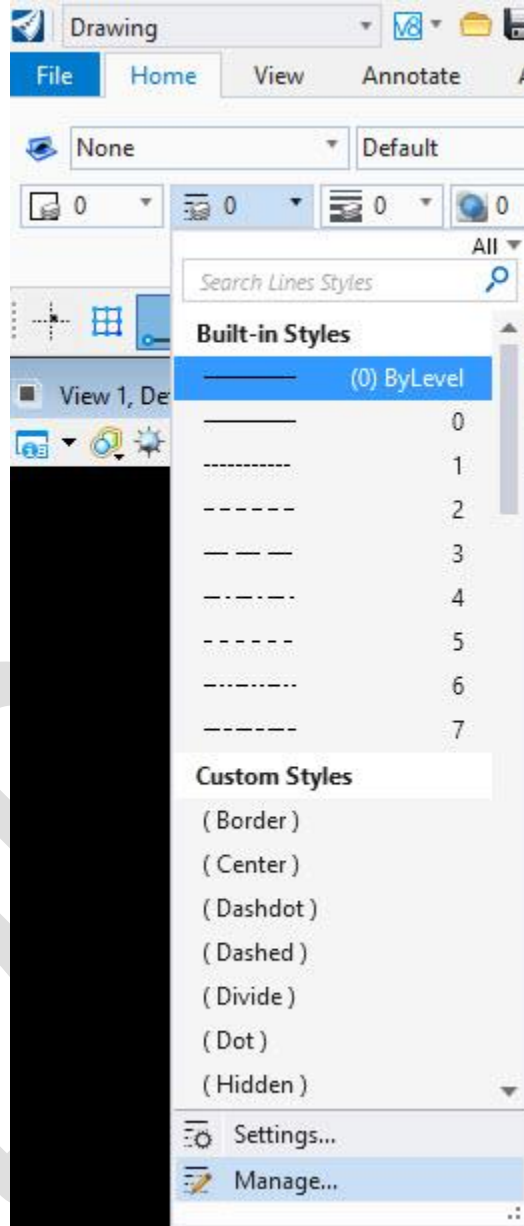 Drawing
V8
File Home View Annotate
None Default
0 0 0 0
All
Search Lines Styles
Built-in Styles
View 1, De
(0) ByLevel
0
1
2
3
4
5
6
7
Custom Styles
( Border )
( Center )
( Dashdot )
( Dashed )
( Divide )
( Dot )
( Hidden )
Settings...
Manage...